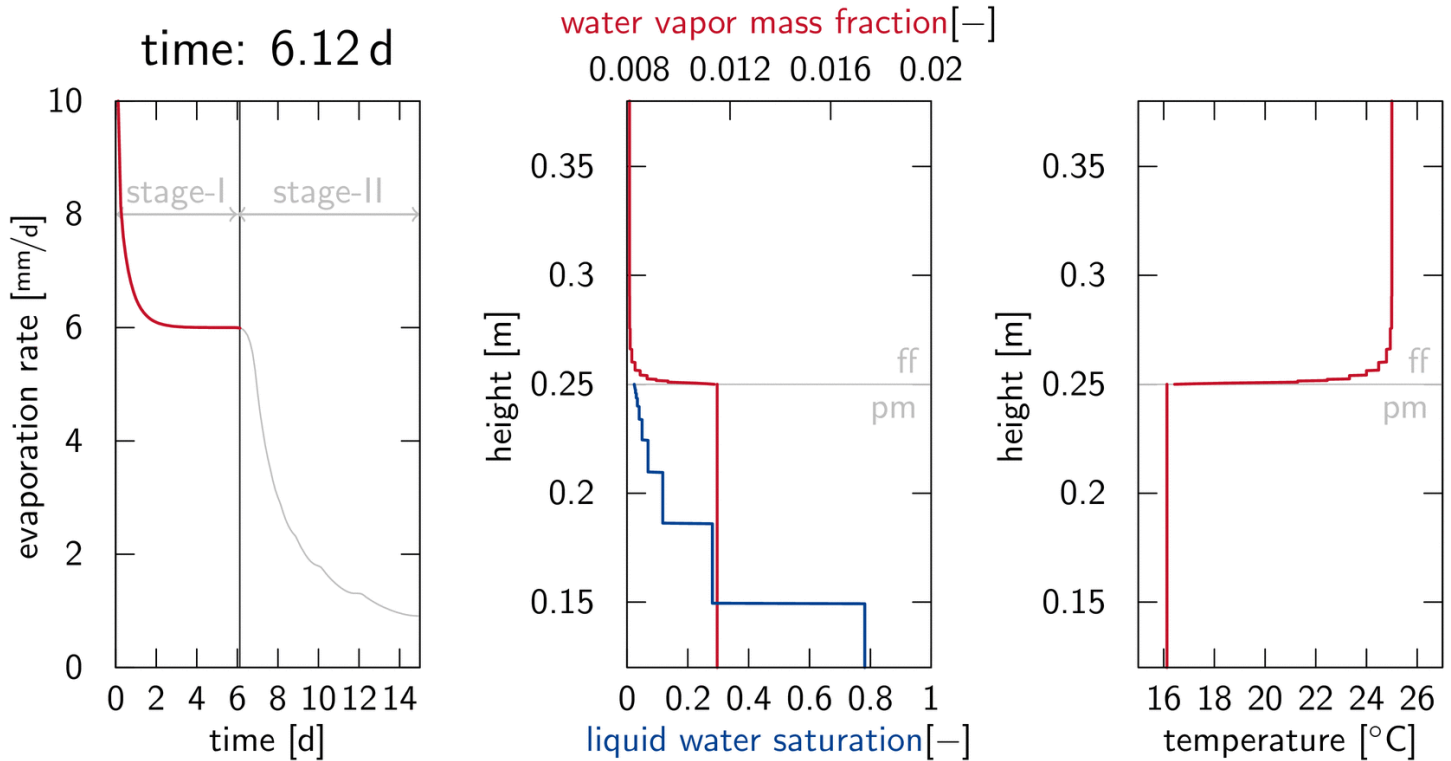 time: 6.12 d
10
8
6
4
2
0
evaporation rate [mm/d]
stage-I
stage-II
0 2 4 6 8 10 12 14
time [d]
water vapor mass fraction[−]
0.008 0.012 0.016 0.02
0.35
0.3
0.25
0.2
0.15
height [m]
ff
pm
0 0.2 0.4 0.6 0.8 1
liquid water saturation[−]
0.35
0.3
0.25
0.2
0.15
height [m]
ff
pm
16 18 20 22 24 26
temperature [°C]